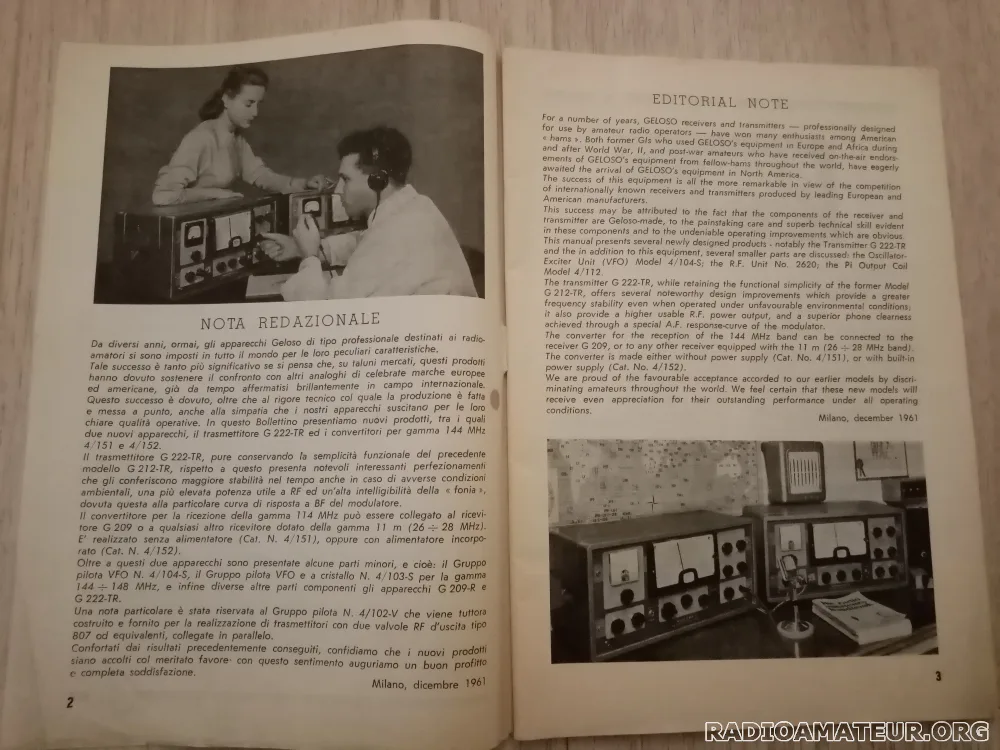 NOTA REDAZIONALE
Da diversi anni, ormai, gli apparecchi Geloso di tipo professionale destinati ai radio-
amatori si sono imposti in tutto il mondo per le loro peculiari caratteristiche.
Tale successo è tanto più significativo se si pensa che, su taluni mercati, questi prodotti
hanno dovuto sostenere il confronto con altri analoghi di celebrate marche europee
ed americane, già da tempo affermatisi brillantemente in campo internazionale.
Questo successo è dovuto, oltre che al rigore tecnico col quale la produzione è fatta
e messa a punto, anche alla simpatia che i nostri apparecchi suscitano per le loro
chiare qualità operative. In questo Bollettino presentiamo nuovi prodotti, tra i quali
due nuovi apparecchi, il trasmettitore G 222-TR ed i convertitori per gamma 144 MHz
4/151 e 4/152.
Il trasmettitore G 222-TR, pure conservando la semplicità funzionale del precedente
modello G 212-TR, rispetto a questo presenta notevoli interessanti perfezionamenti
che gli conferiscono maggiore stabilità nel tempo anche in caso di avverse condizioni
ambientali, una più elevata potenza utile a RF ed un'alta intelligibilità della « fonia »,
dovuta questa alla particolare curva di risposta a BF del modulatore.
Il convertitore per la ricezione della gamma 114 MHz può essere collegato al ricevi-
tore G 209 o a qualsiasi altro ricevitore dotato della gamma 11 m (26 ÷ 28 MHz).
E' realizzato senza alimentatore (Cat. N. 4/151), oppure con alimentatore incorpo-
rato (Cat. N. 4/152).
Oltre a questi due apparecchi sono presentate alcune parti minori, e cioè: il Gruppo
pilota VFO N. 4/104-S, il Gruppo pilota VFO e a cristallo N. 4/103-S per la gamma
144 ÷ 148 MHz, e infine diverse altre parti componenti gli apparecchi G 209-R e
G 222-TR.
Una nota particolare è stata riservata al Gruppo pilota N. 4/102-V che viene tuttora
costruito e fornito per la realizzazione di trasmettitori con due valvole RF d'uscita tipo
807 od equivalenti, collegate in parallelo.
Confortati dai risultati precedentemente conseguiti, confidiamo che i nuovi prodotti
siano accolti col meritato favore· con questo sentimento auguriamo un buon profitto
e completa soddisfazione.
Milano, dicembre 1961
2
EDITORIAL NOTE
For a number of years, GELOSO receivers and transmitters — professionally designed
for use by amateur radio operators — have won many enthusiasts among American
« hams ». Both former GIs who used GELOSO's equipment in Europe and Africa during
and after World War, II, and post-war amateurs who have received on-the-air endors-
ements of GELOSO's equipment from fellow-hams throughout the world, have eagerly
awaited the arrival of GELOSO's equipment in North America.
The success of this equipment is all the more remarkable in view of the competition
of internationally known receivers and transmitters produced by leading European and
American manufacturers.
This success may be attributed to the fact that the components of the receiver and
transmitter are Geloso-made, to the painstaking care and superb technical skill evident
in these components and to the undeniable operating improvements which are obvious.
This manual presents several newly designed products - notably the Transmitter G 222-TR
and the in addition to this equipment, several smaller parts are discussed: the Oscillator-
Exciter Unit (VFO) Model 4/104-S; the R.F. Unit No. 2620; the Pi Output Coil
Model 4/112.
The transmitter G 222-TR, while retaining the functional simplicity of the former Model
G 212-TR, offers several noteworthy design improvements which provide a greater
frequency stability even when operated under unfavourable environmental conditions;
it also provide a higher usable R.F. power output, and a superior phone clearness
achieved through a special A.F. response-curve of the modulator.
The converter for the reception of the 144 MHz band can be connected to the
receiver G 209, or to any other receiver equipped with the 11 m (26 ÷ 28 MHz band).
The converter is made either without power supply (Cat. No. 4/151), or with built-in
power supply (Cat. No. 4/152).
We are proud of the favourable acceptance accorded to our earlier models by discri-
minating amateurs throughout the world. We feel certain that these new models will
receive even appreciation for their outstanding performance under all operating
conditions.
Milano, december 1961
3
RADIOAMATEUR.ORG